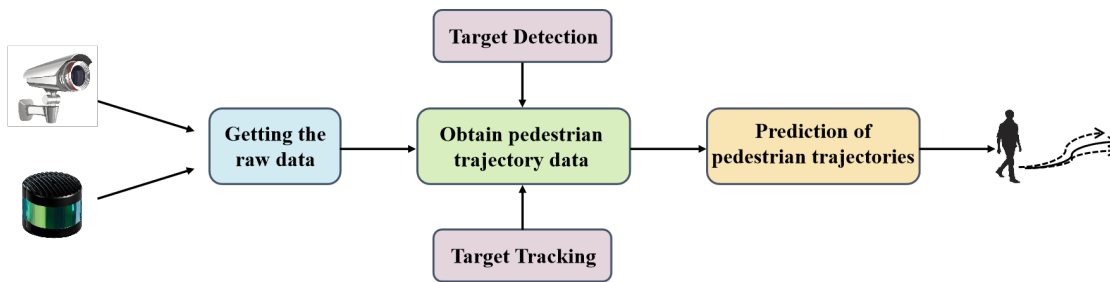 Target Detection
Getting the
raw data
Obtain pedestrian
trajectory data
Prediction of
pedestrian trajectories
Target Tracking